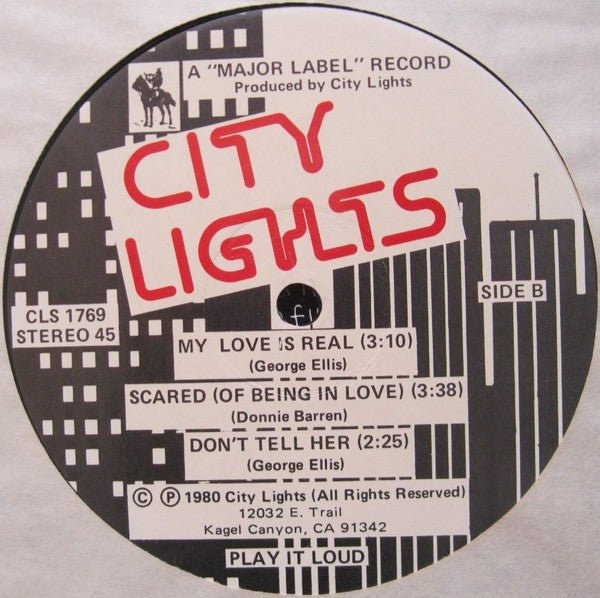 A "MAJOR LABEL" RECORD
Produced by City Lights
CITY
LIGHTS
CLS 1769
STEREO 45
SIDE B
MY LOVE IS REAL (3:10)
(George Ellis)
SCARED (OF BEING IN LOVE) (3:38)
(Donnie Barren)
DON'T TELL HER (2:25)
(George Ellis)
© ℗ 1980 City Lights (All Rights Reserved)
12032 E. Trail
Kagel Canyon, CA 91342
PLAY IT LOUD